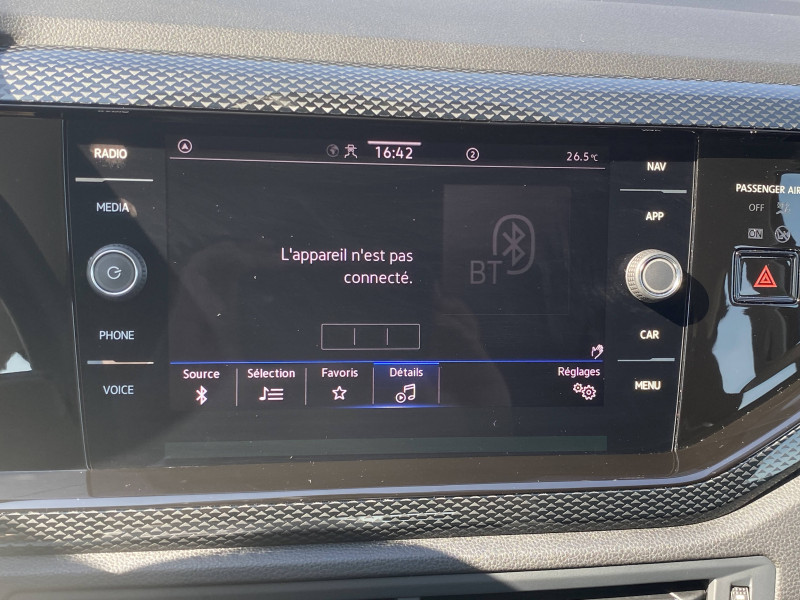 RADIO
MEDIA
PHONE
VOICE
16:42
2
26.5°C
L'appareil n'est pas
connecté.
BT
Source
Sélection
Favoris
Détails
Réglages
NAV
APP
CAR
MENU
PASSENGER AIR
OFF
ON